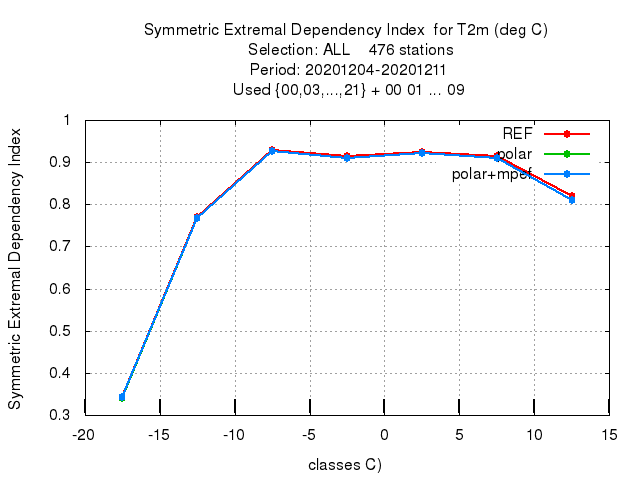 Symmetric Extremal Dependency Index for T2m (deg C)
Selection: ALL 476 stations
Period: 20201204-20201211
Used {00,03,...,21} + 00 01 ... 09
Symmetric Extremal Dependency Index
1
0.9
0.8
0.7
0.6
0.5
0.4
0.3
REF
polar
polar+mpef
-20 -15 -10 -5 0 5 10 15
classes C)